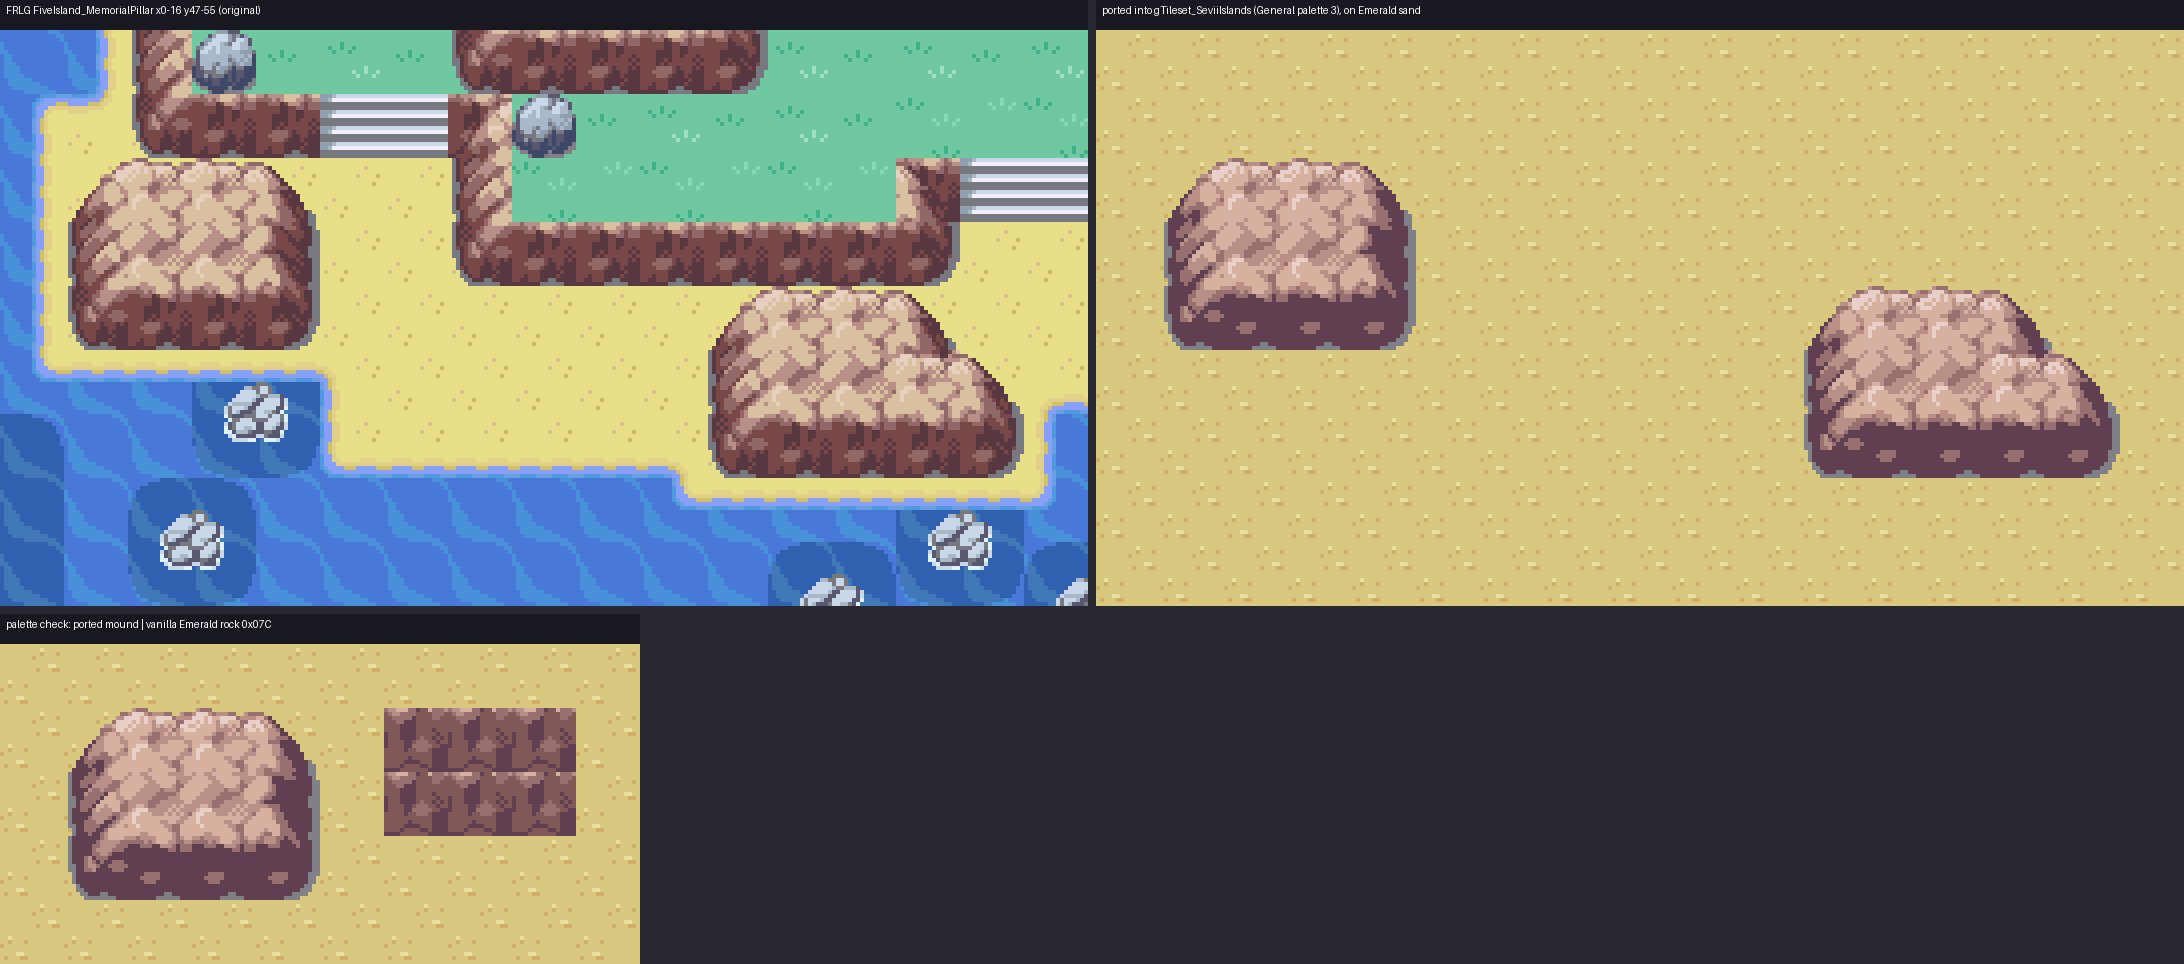 FRLG FiveIsland_MemorialPillar x0-16 y47-55 (original)
ported into gTileset_SeviiIslands (General palette 3), on Emerald sand
palette check: ported mound | vanilla Emerald rock 0x07C